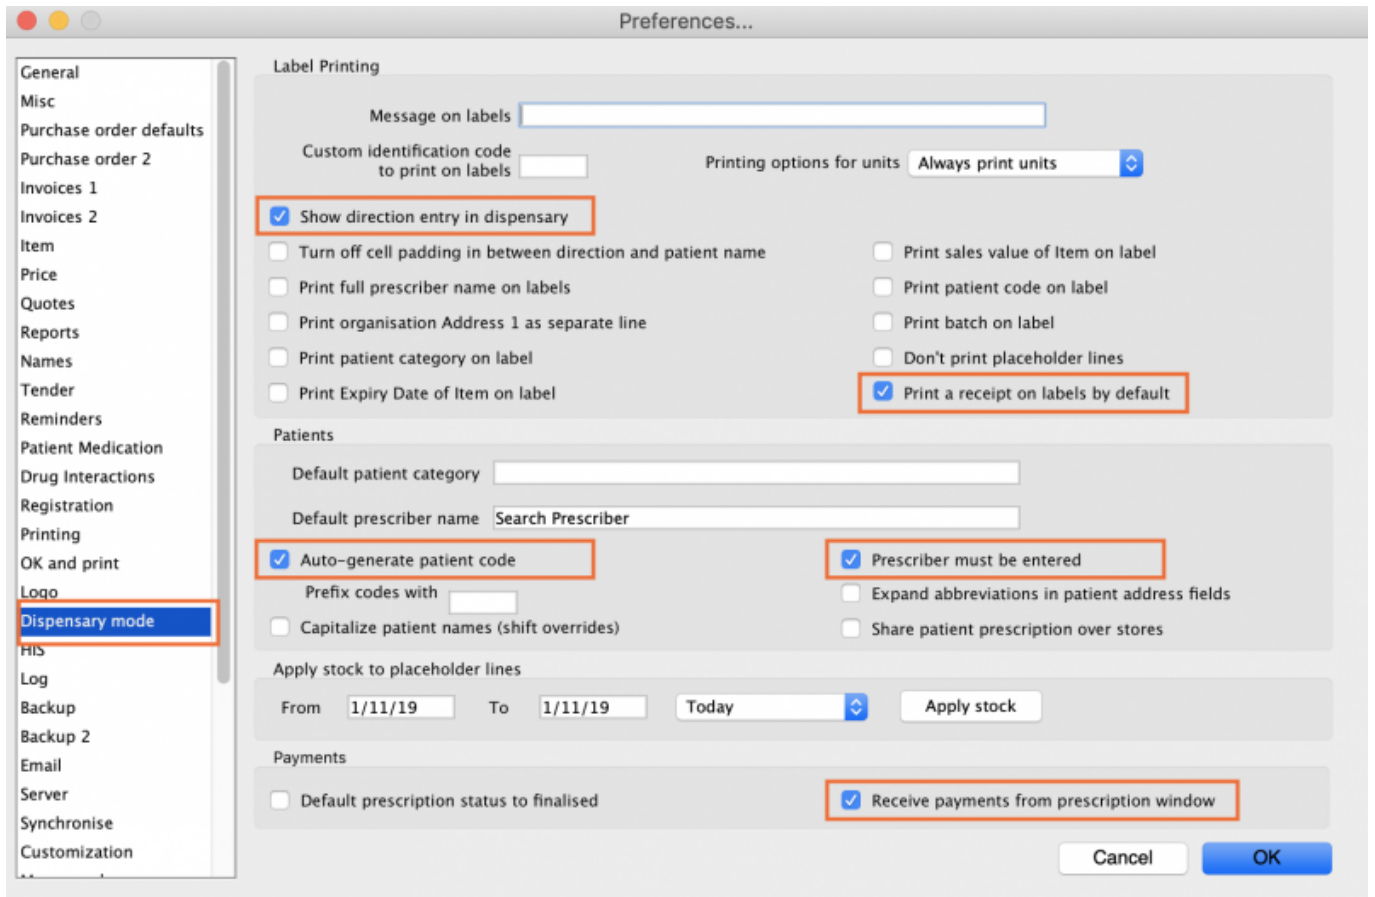 Preferences...
General
Misc
Purchase order defaults
Purchase order 2
Invoices 1
Invoices 2
Item
Price
Quotes
Reports
Names
Tender
Reminders
Patient Medication
Drug Interactions
Registration
Printing
OK and print
Logo
Dispensary mode
HIS
Log
Backup
Backup 2
Email
Server
Synchronise
Customization
Label Printing
Message on labels
Custom identification code
to print on labels
Printing options for units Always print units
Show direction entry in dispensary
Turn off cell padding in between direction and patient name
Print sales value of Item on label
Print full prescriber name on labels
Print patient code on label
Print organisation Address 1 as separate line
Print batch on label
Print patient category on label
Don't print placeholder lines
Print Expiry Date of Item on label
Print a receipt on labels by default
Patients
Default patient category
Default prescriber name Search Prescriber
Auto-generate patient code
Prescriber must be entered
Prefix codes with
Expand abbreviations in patient address fields
Capitalize patient names (shift overrides)
Share patient prescription over stores
Apply stock to placeholder lines
From 1/11/19 To 1/11/19 Today Apply stock
Payments
Default prescription status to finalised
Receive payments from prescription window
Cancel OK